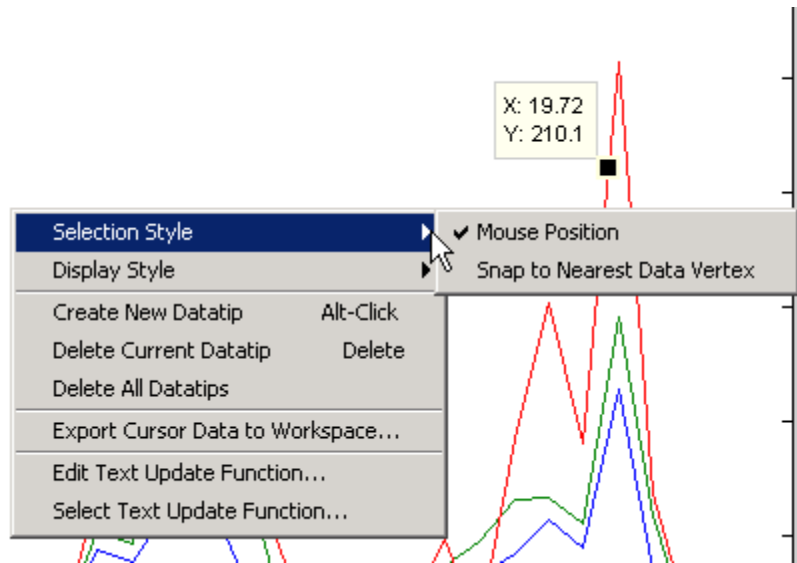 X: 19.72
Y: 210.1
Selection Style
Display Style
Create New Datatip Alt-Click
Delete Current Datatip Delete
Delete All Datatips
Export Cursor Data to Workspace...
Edit Text Update Function...
Select Text Update Function...
Mouse Position
Snap to Nearest Data Vertex